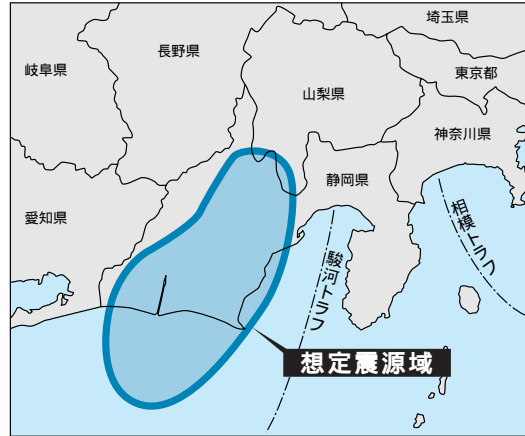 埼玉県
長野県
岐阜県
東京都
山梨県
神奈川県
静岡県
愛知県
相模トラフ
駿河トラフ
想定震源域